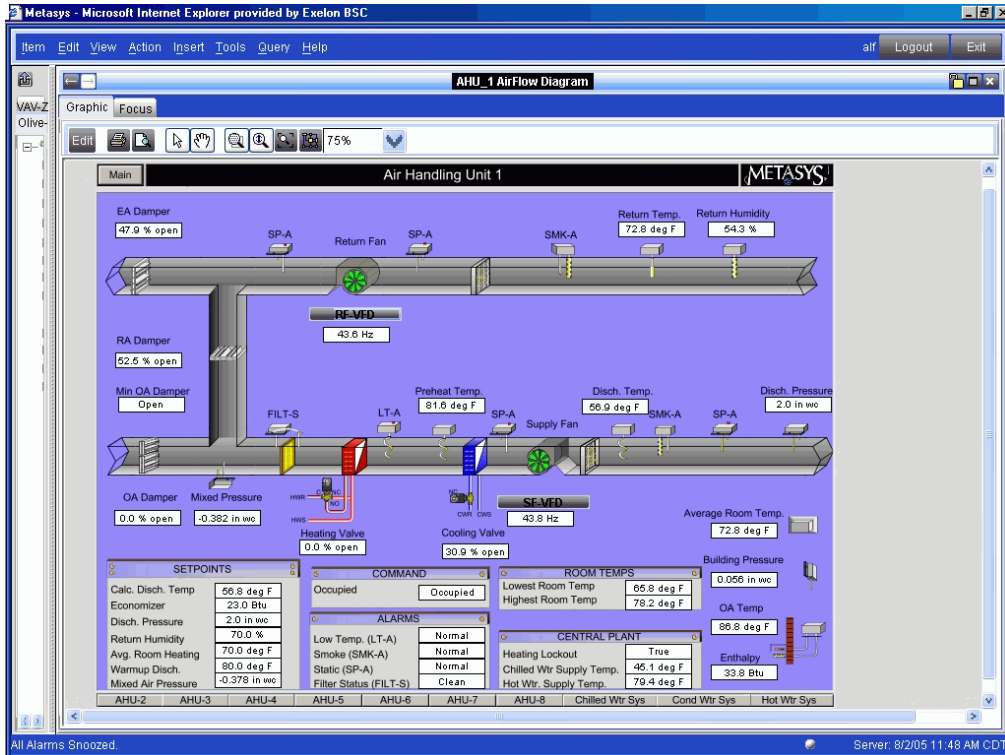 Metasys - Microsoft Internet Explorer provided by Exelon BSC
Item Edit View Action Insert Tools Query Help
alf Logout Exit
AHU_1 AirFlow Diagram
VAV-Z
Olive-
Graphic Focus
Edit 75%
Main Air Handling Unit 1 METASYS
EA Damper
47.9 % open
SP-A
Return Fan
SP-A
SMK-A
Return Temp.
72.8 deg F
Return Humidity
54.3 %
RF-VFD
43.6 Hz
RA Damper
52.5 % open
Min OA Damper
Open
FILT-S
LT-A
Preheat Temp.
81.6 deg F
SP-A
Supply Fan
Disch. Temp.
56.9 deg F
SMK-A
SP-A
Disch. Pressure
2.0 in wc
OA Damper
0.0 % open
Mixed Pressure
-0.382 in wc
HWR
C
NC
NO
HWS
Heating Valve
0.0 % open
NC
CWR CWS
Cooling Valve
30.9 % open
SF-VFD
43.8 Hz
Average Room Temp.
72.8 deg F
Building Pressure
0.056 in wc
OA Temp
86.8 deg F
Enthalpy
33.8 Btu
SETPOINTS
Calc. Disch. Temp 56.8 deg F
Economizer 23.0 Btu
Disch. Pressure 2.0 in wc
Return Humidity 70.0 %
Avg. Room Heating 70.0 deg F
Warmup Disch. 80.0 deg F
Mixed Air Pressure -0.378 in wc
COMMAND
Occupied Occupied
ALARMS
Low Temp. (LT-A) Normal
Smoke (SMK-A) Normal
Static (SP-A) Normal
Filter Status (FILT-S) Clean
ROOM TEMPS
Lowest Room Temp 65.8 deg F
Highest Room Temp 78.2 deg F
CENTRAL PLANT
Heating Lockout True
Chilled Wtr Supply Temp. 45.1 deg F
Hot Wtr. Supply Temp. 79.4 deg F
AHU-2 AHU-3 AHU-4 AHU-5 AHU-6 AHU-7 AHU-8 Chilled Wtr Sys Cond Wtr Sys Hot Wtr Sys
All Alarms Snoozed.
Server: 8/2/05 11:48 AM CDT